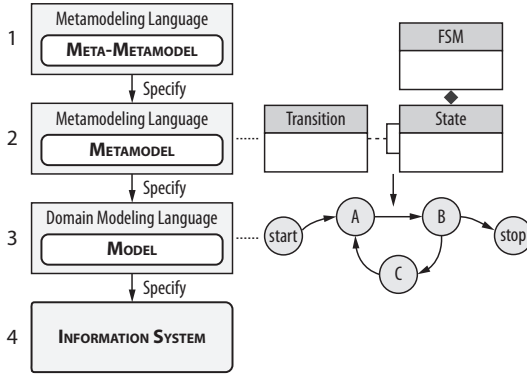 1
Metamodeling Language
META-METAMODEL
Specify
2
Metamodeling Language
METAMODEL
Specify
3
Domain Modeling Language
MODEL
Specify
4
INFORMATION SYSTEM
FSM
Transition
State
start
A
B
C
stop